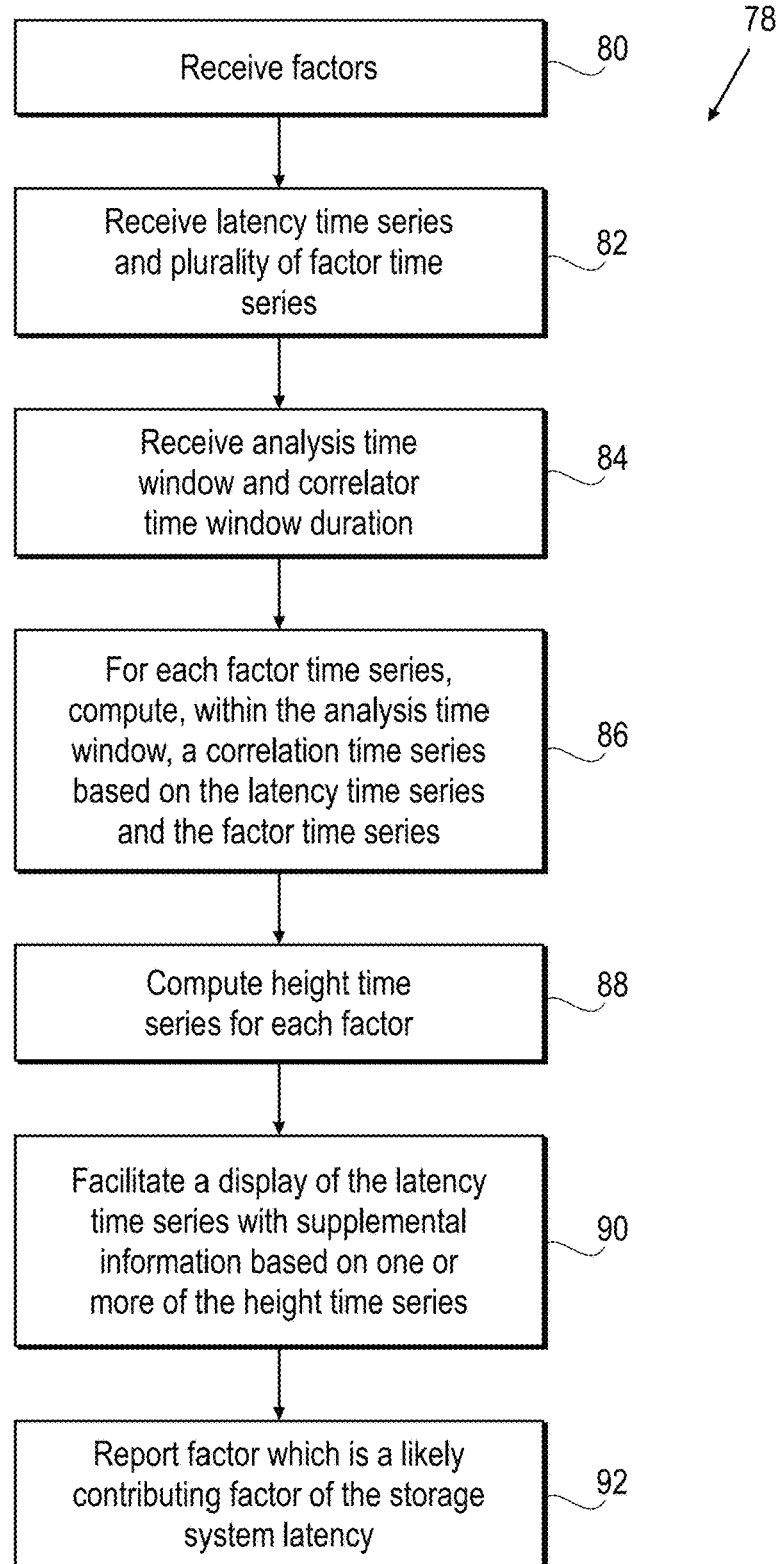 78
Receive factors
80
Receive latency time series
and plurality of factor time
series
82
Receive analysis time
window and correlator
time window duration
84
For each factor time series,
compute, within the analysis time
window, a correlation time series
based on the latency time series
and the factor time series
86
Compute height time
series for each factor
88
Facilitate a display of the latency
time series with supplemental
information based on one or
more of the height time series
90
Report factor which is a likely
contributing factor of the storage
system latency
92